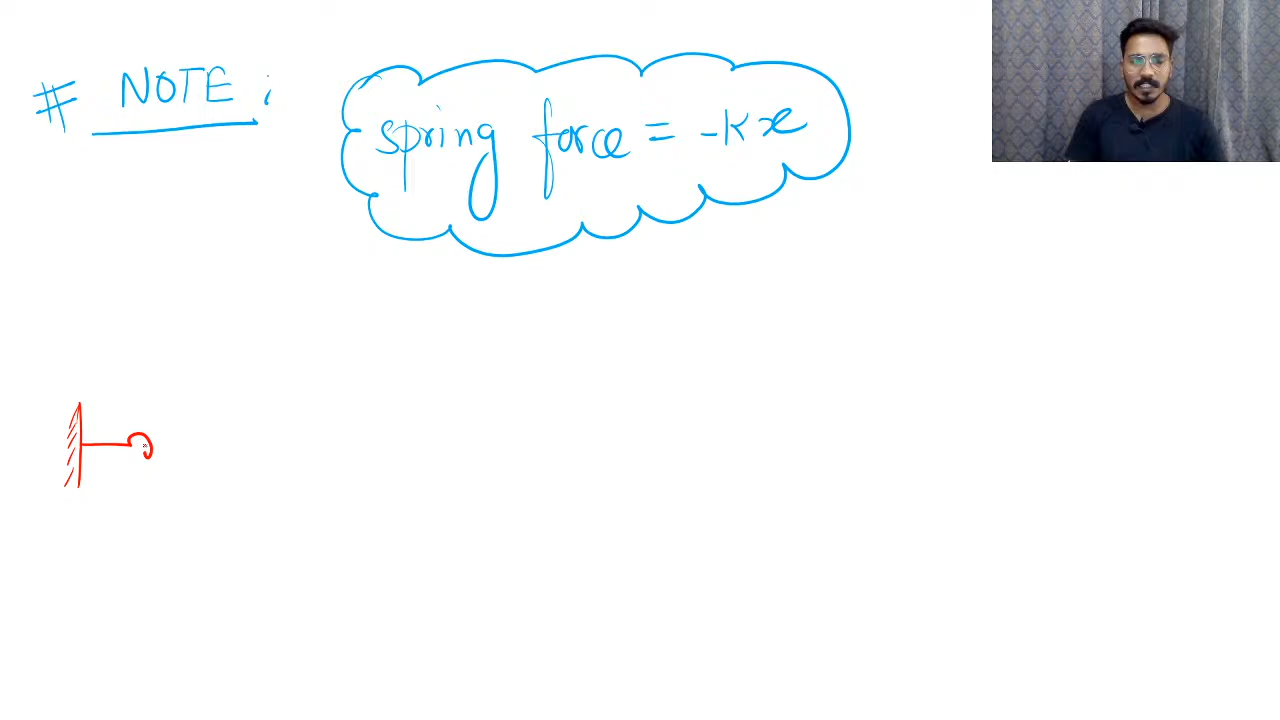 # NOTE :
spring force = -kx